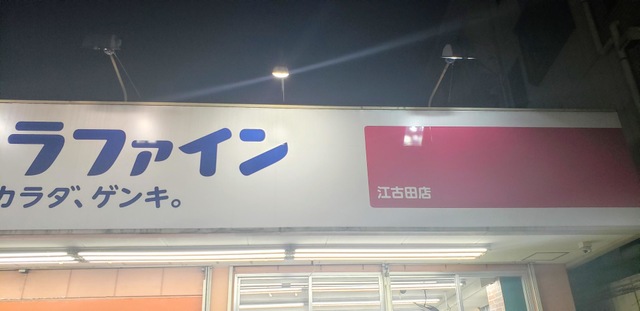 ラファイン
カラダ、ゲンキ。
江古田店